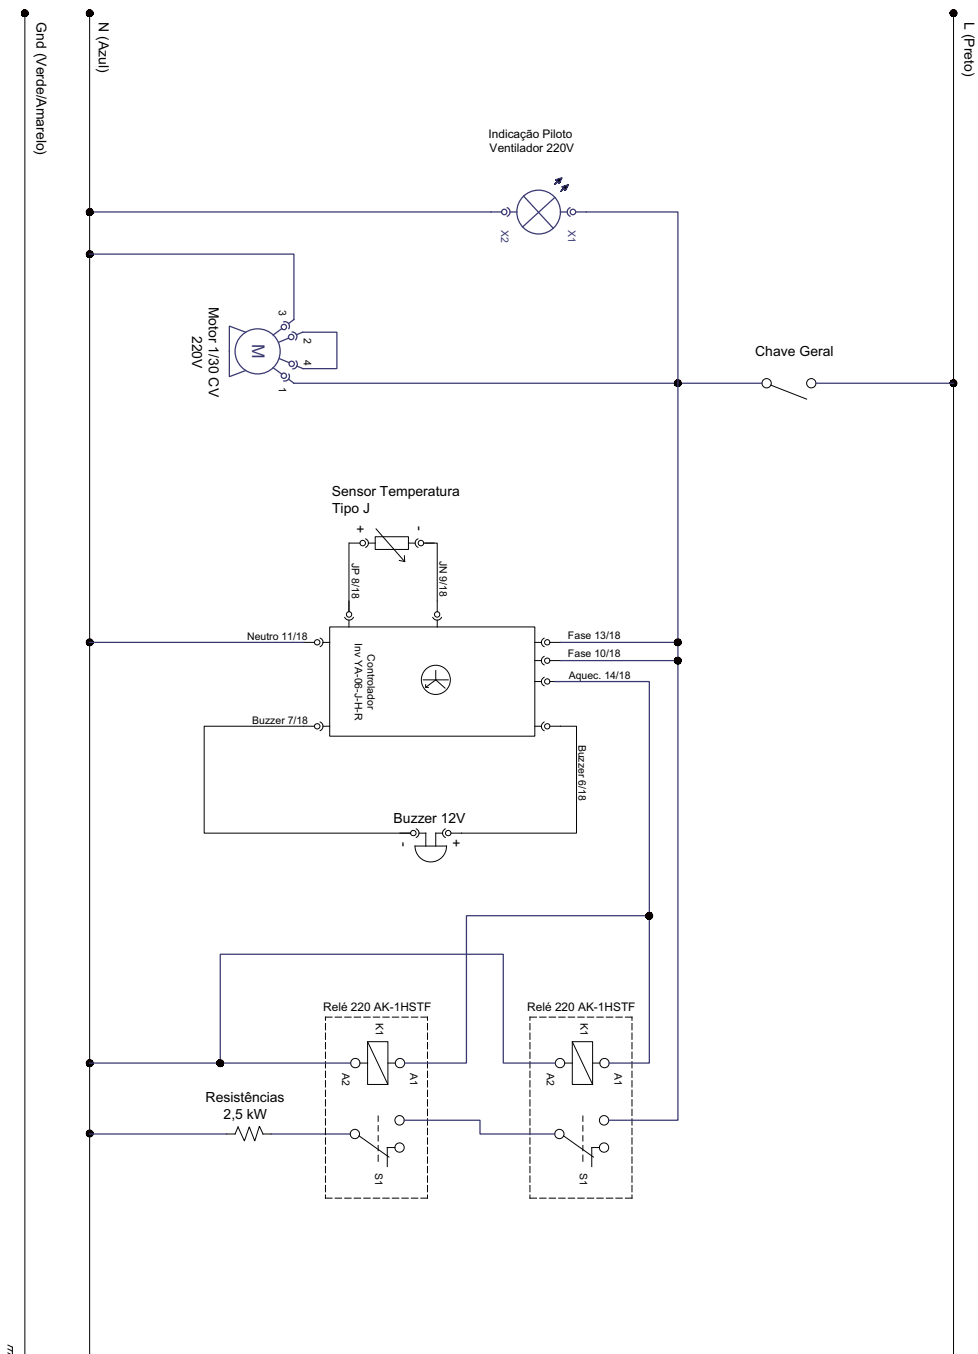 Gnd (Verde/Amarelo)
N (Azul)
L (Preto)
Indicação Piloto
Ventilador 220V
X2
X1
Motor 1/30 CV
220V
M
3
2
4
1
Chave Geral
Sensor Temperatura
Tipo J
+
-
JP 8/18
JN 9/18
Neutro 11/18
Fase 13/18
Fase 10/18
Aquec. 14/18
Controlador
Inv YA-06-J-H-R
Buzzer 7/18
Buzzer 6/18
Buzzer 12V
-
+
Relé 220 AK-1HSTF
K1
A2
A1
S1
Relé 220 AK-1HSTF
K1
A2
A1
S1
Resistências
2,5 kW